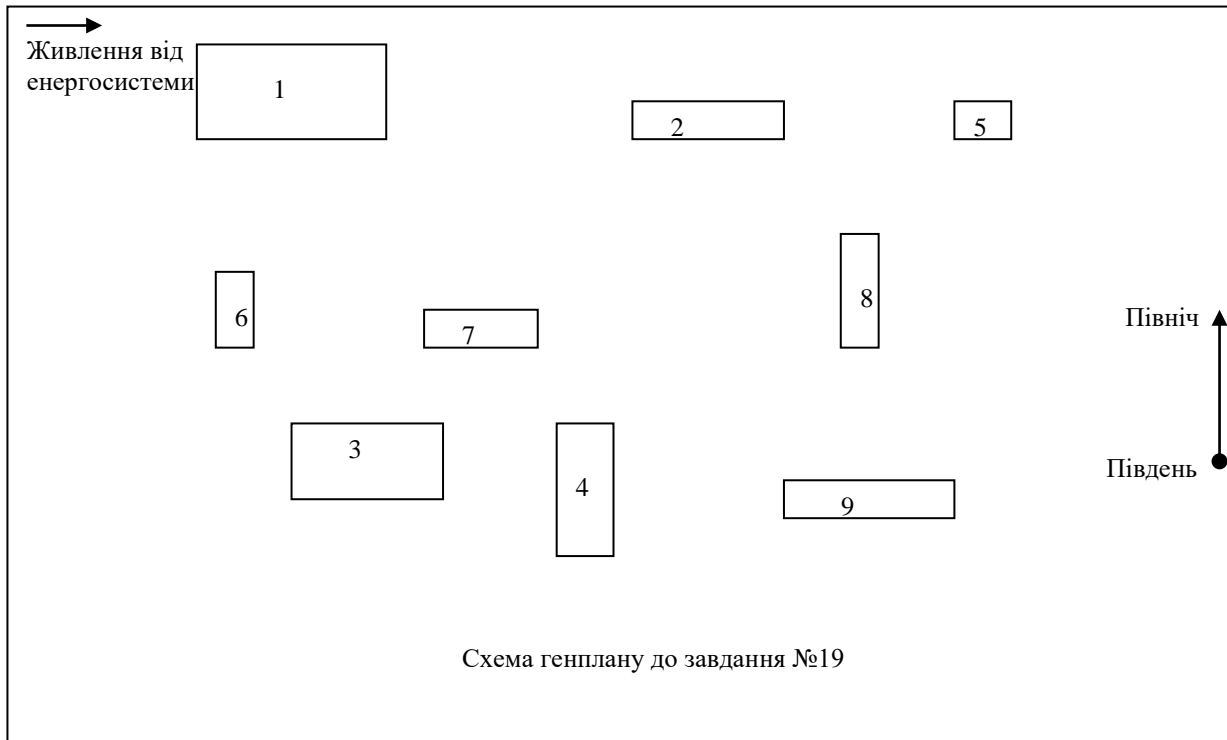 Живлення від
енергосистеми
1
2
5
6
7
8
Північ
3
4
9
Південь
Схема генплану до завдання №19